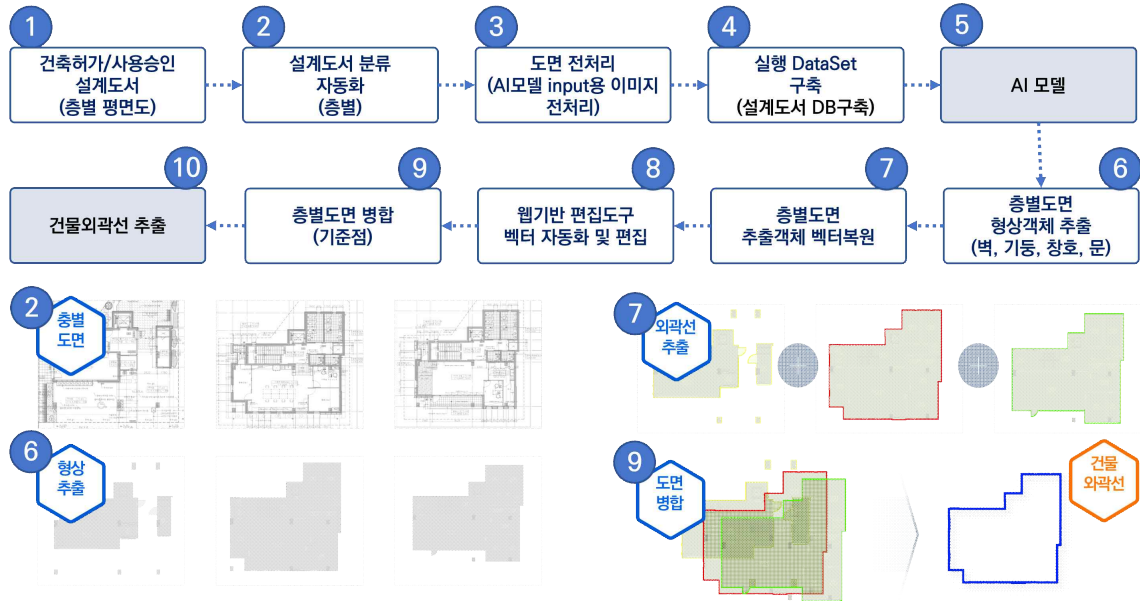 1
건축허가/사용승인
설계도서
(층별 평면도)
2
설계도서 분류
자동화
(층별)
3
도면 전처리
(AI모델 input용 이미지
전처리)
4
실행 DataSet
구축
(설계도서 DB구축)
5
AI 모델
6
층별도면
형상객체 추출
(벽, 기둥, 창호, 문)
7
층별도면
추출객체 벡터복원
8
웹기반 편집도구
벡터 자동화 및 편집
9
층별도면 병합
(기준점)
10
건물외곽선 추출
2
충별
도면
6
형상
추출
7
외곽선
추출
9
도면
병합
건물
외곽선